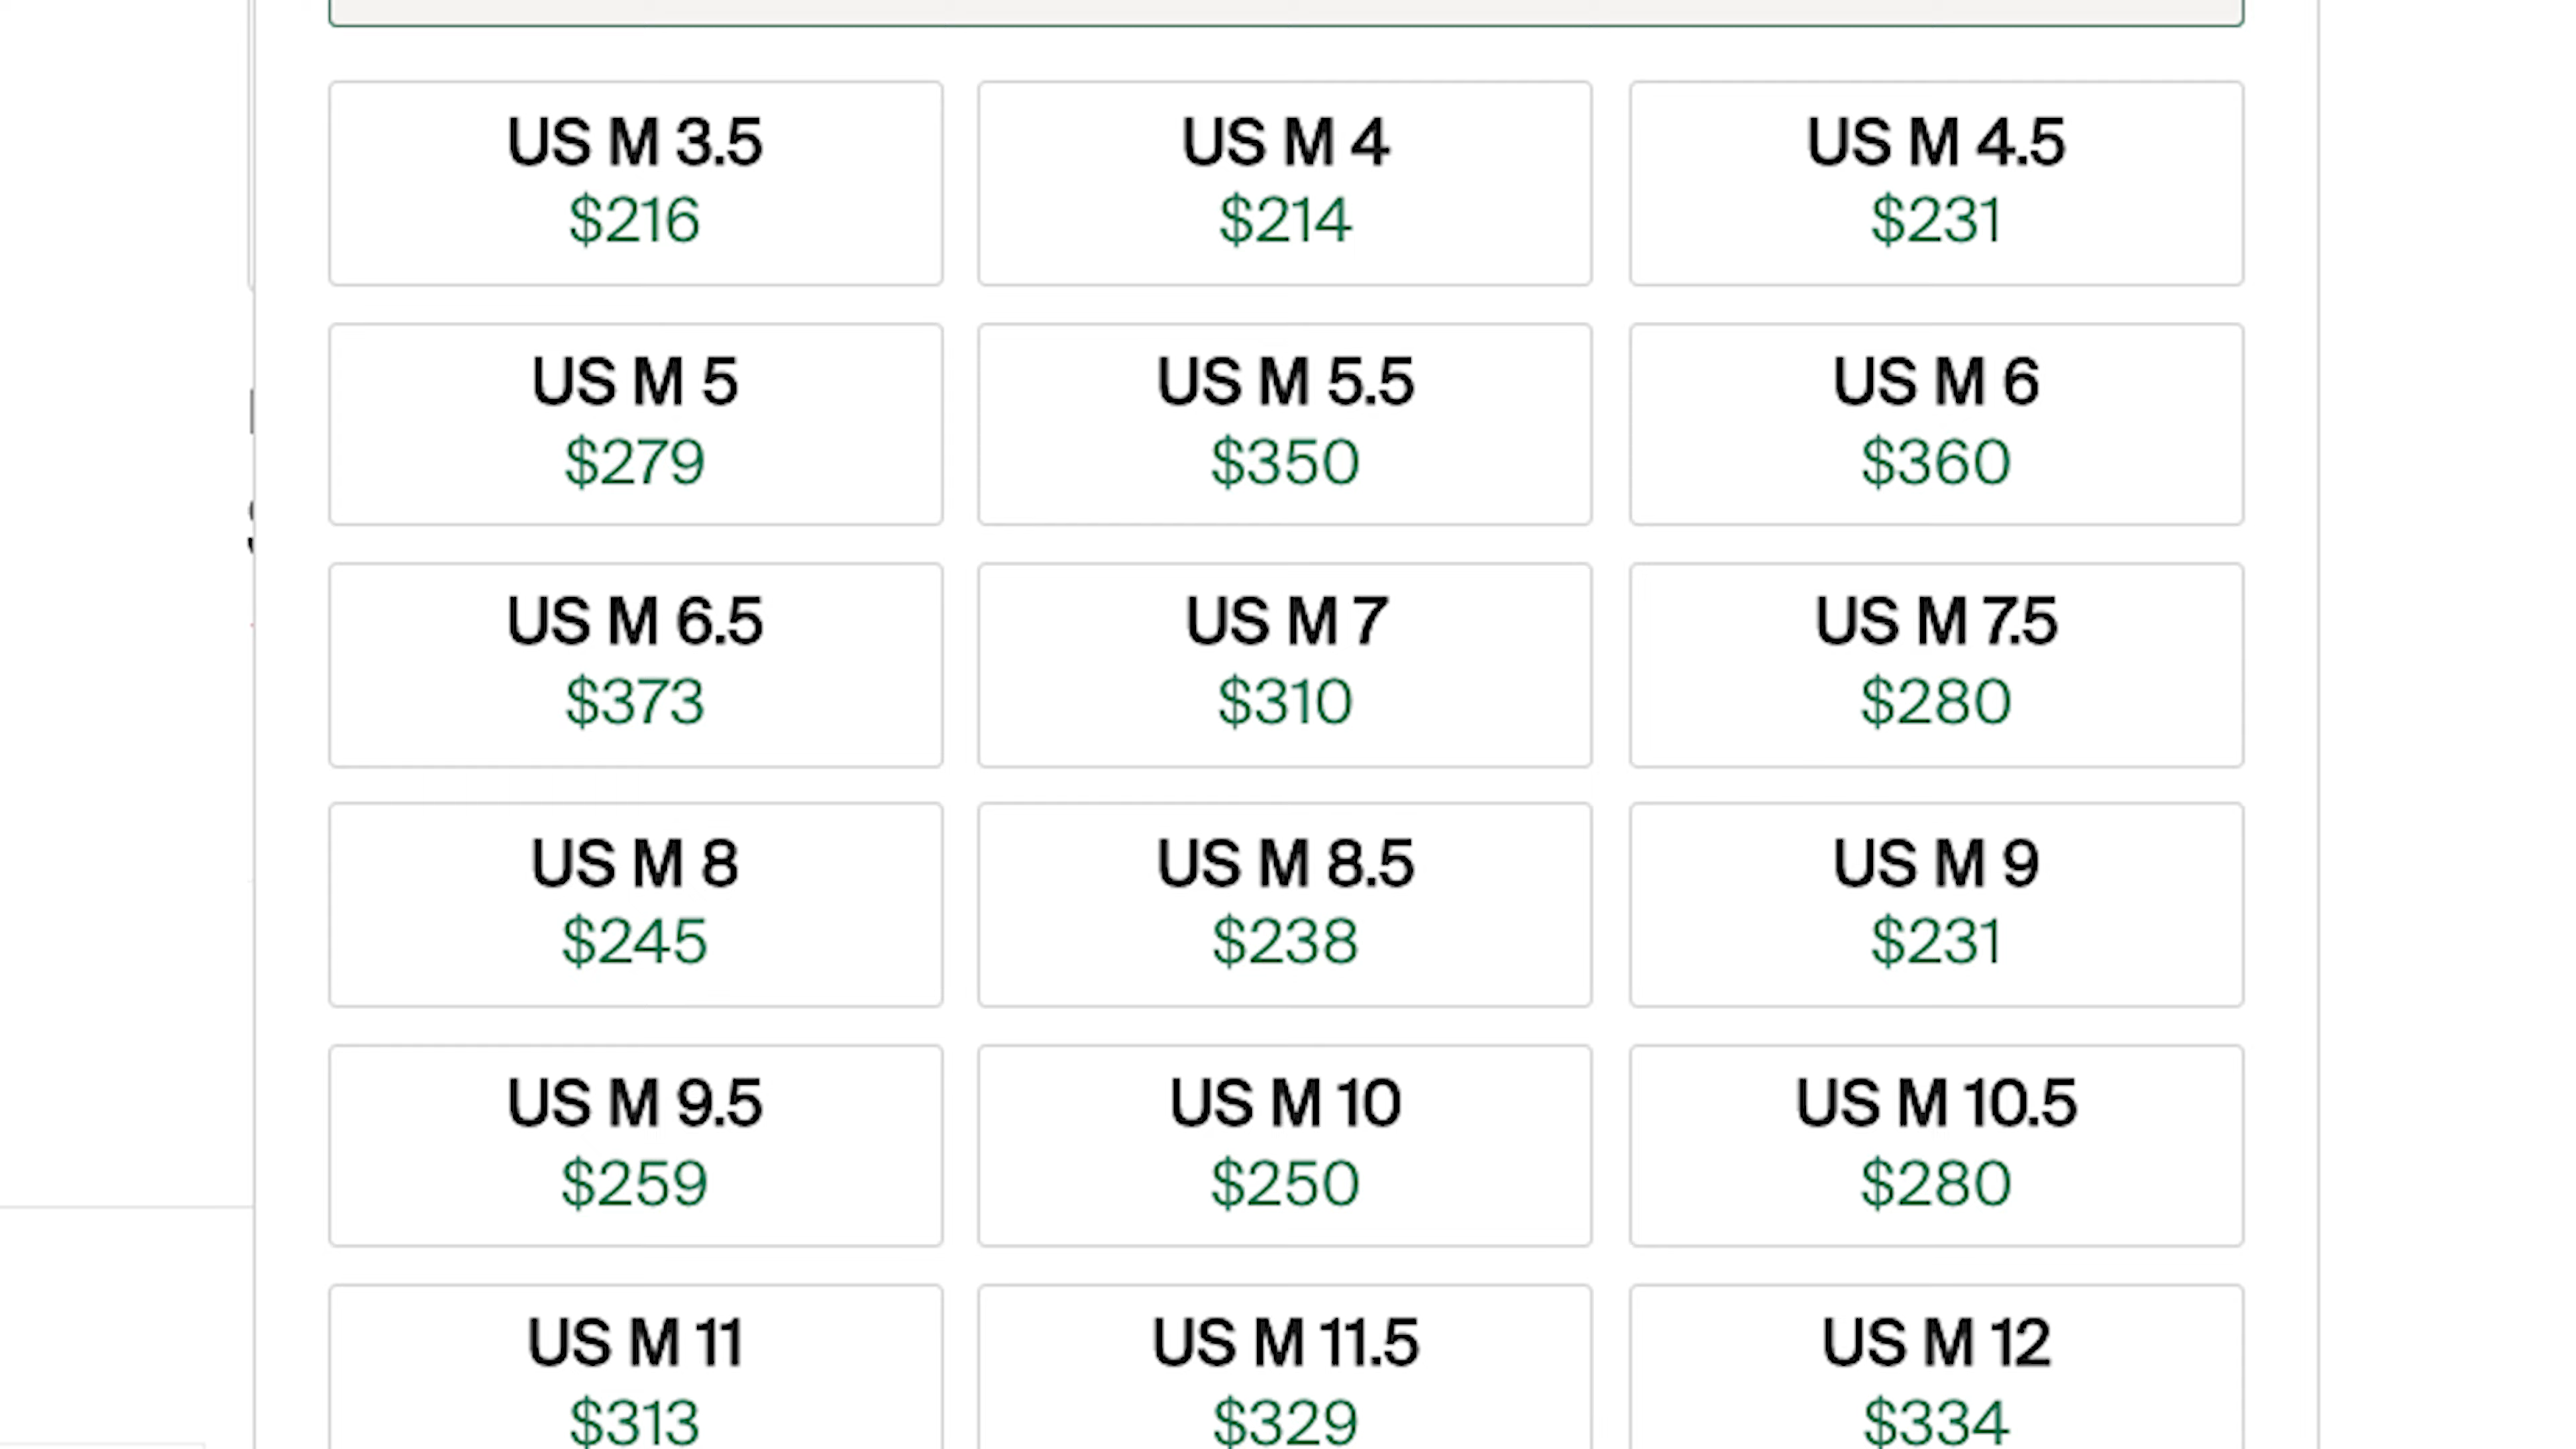 US M 3.5
$216
US M 4
$214
US M 4.5
$231
US M 5
$279
US M 5.5
$350
US M 6
$360
US M 6.5
$373
US M 7
$310
US M 7.5
$280
US M 8
$245
US M 8.5
$238
US M 9
$231
US M 9.5
$259
US M 10
$250
US M 10.5
$280
US M 11
$313
US M 11.5
$329
US M 12
$334